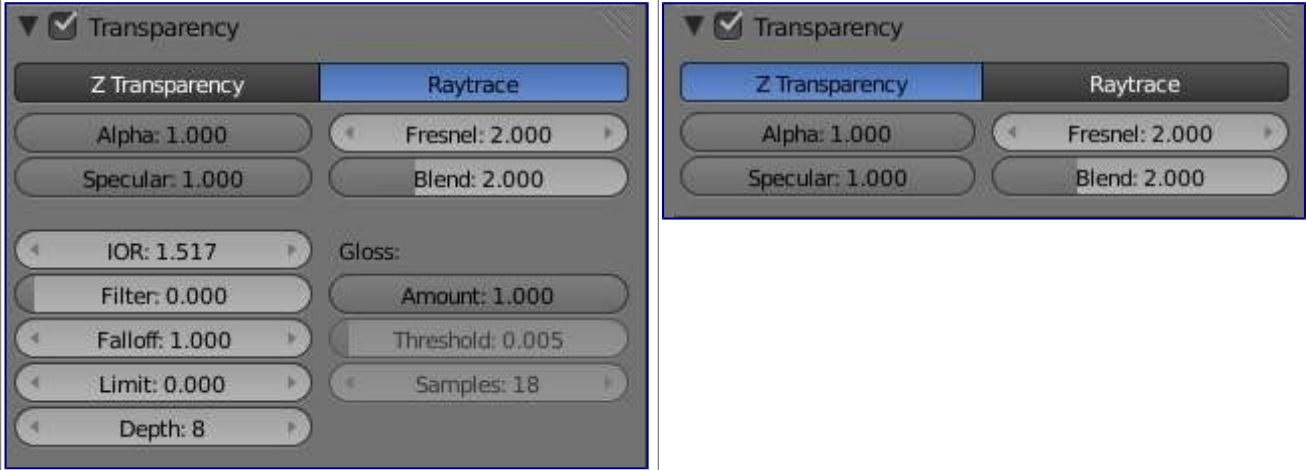 Transparency
Z Transparency Raytrace
Alpha: 1.000 Fresnel: 2.000
Specular: 1.000 Blend: 2.000
IOR: 1.517 Gloss:
Filter: 0.000 Amount: 1.000
Falloff: 1.000 Threshold: 0.005
Limit: 0.000 Samples: 18
Depth: 8
Transparency
Z Transparency Raytrace
Alpha: 1.000 Fresnel: 2.000
Specular: 1.000 Blend: 2.000